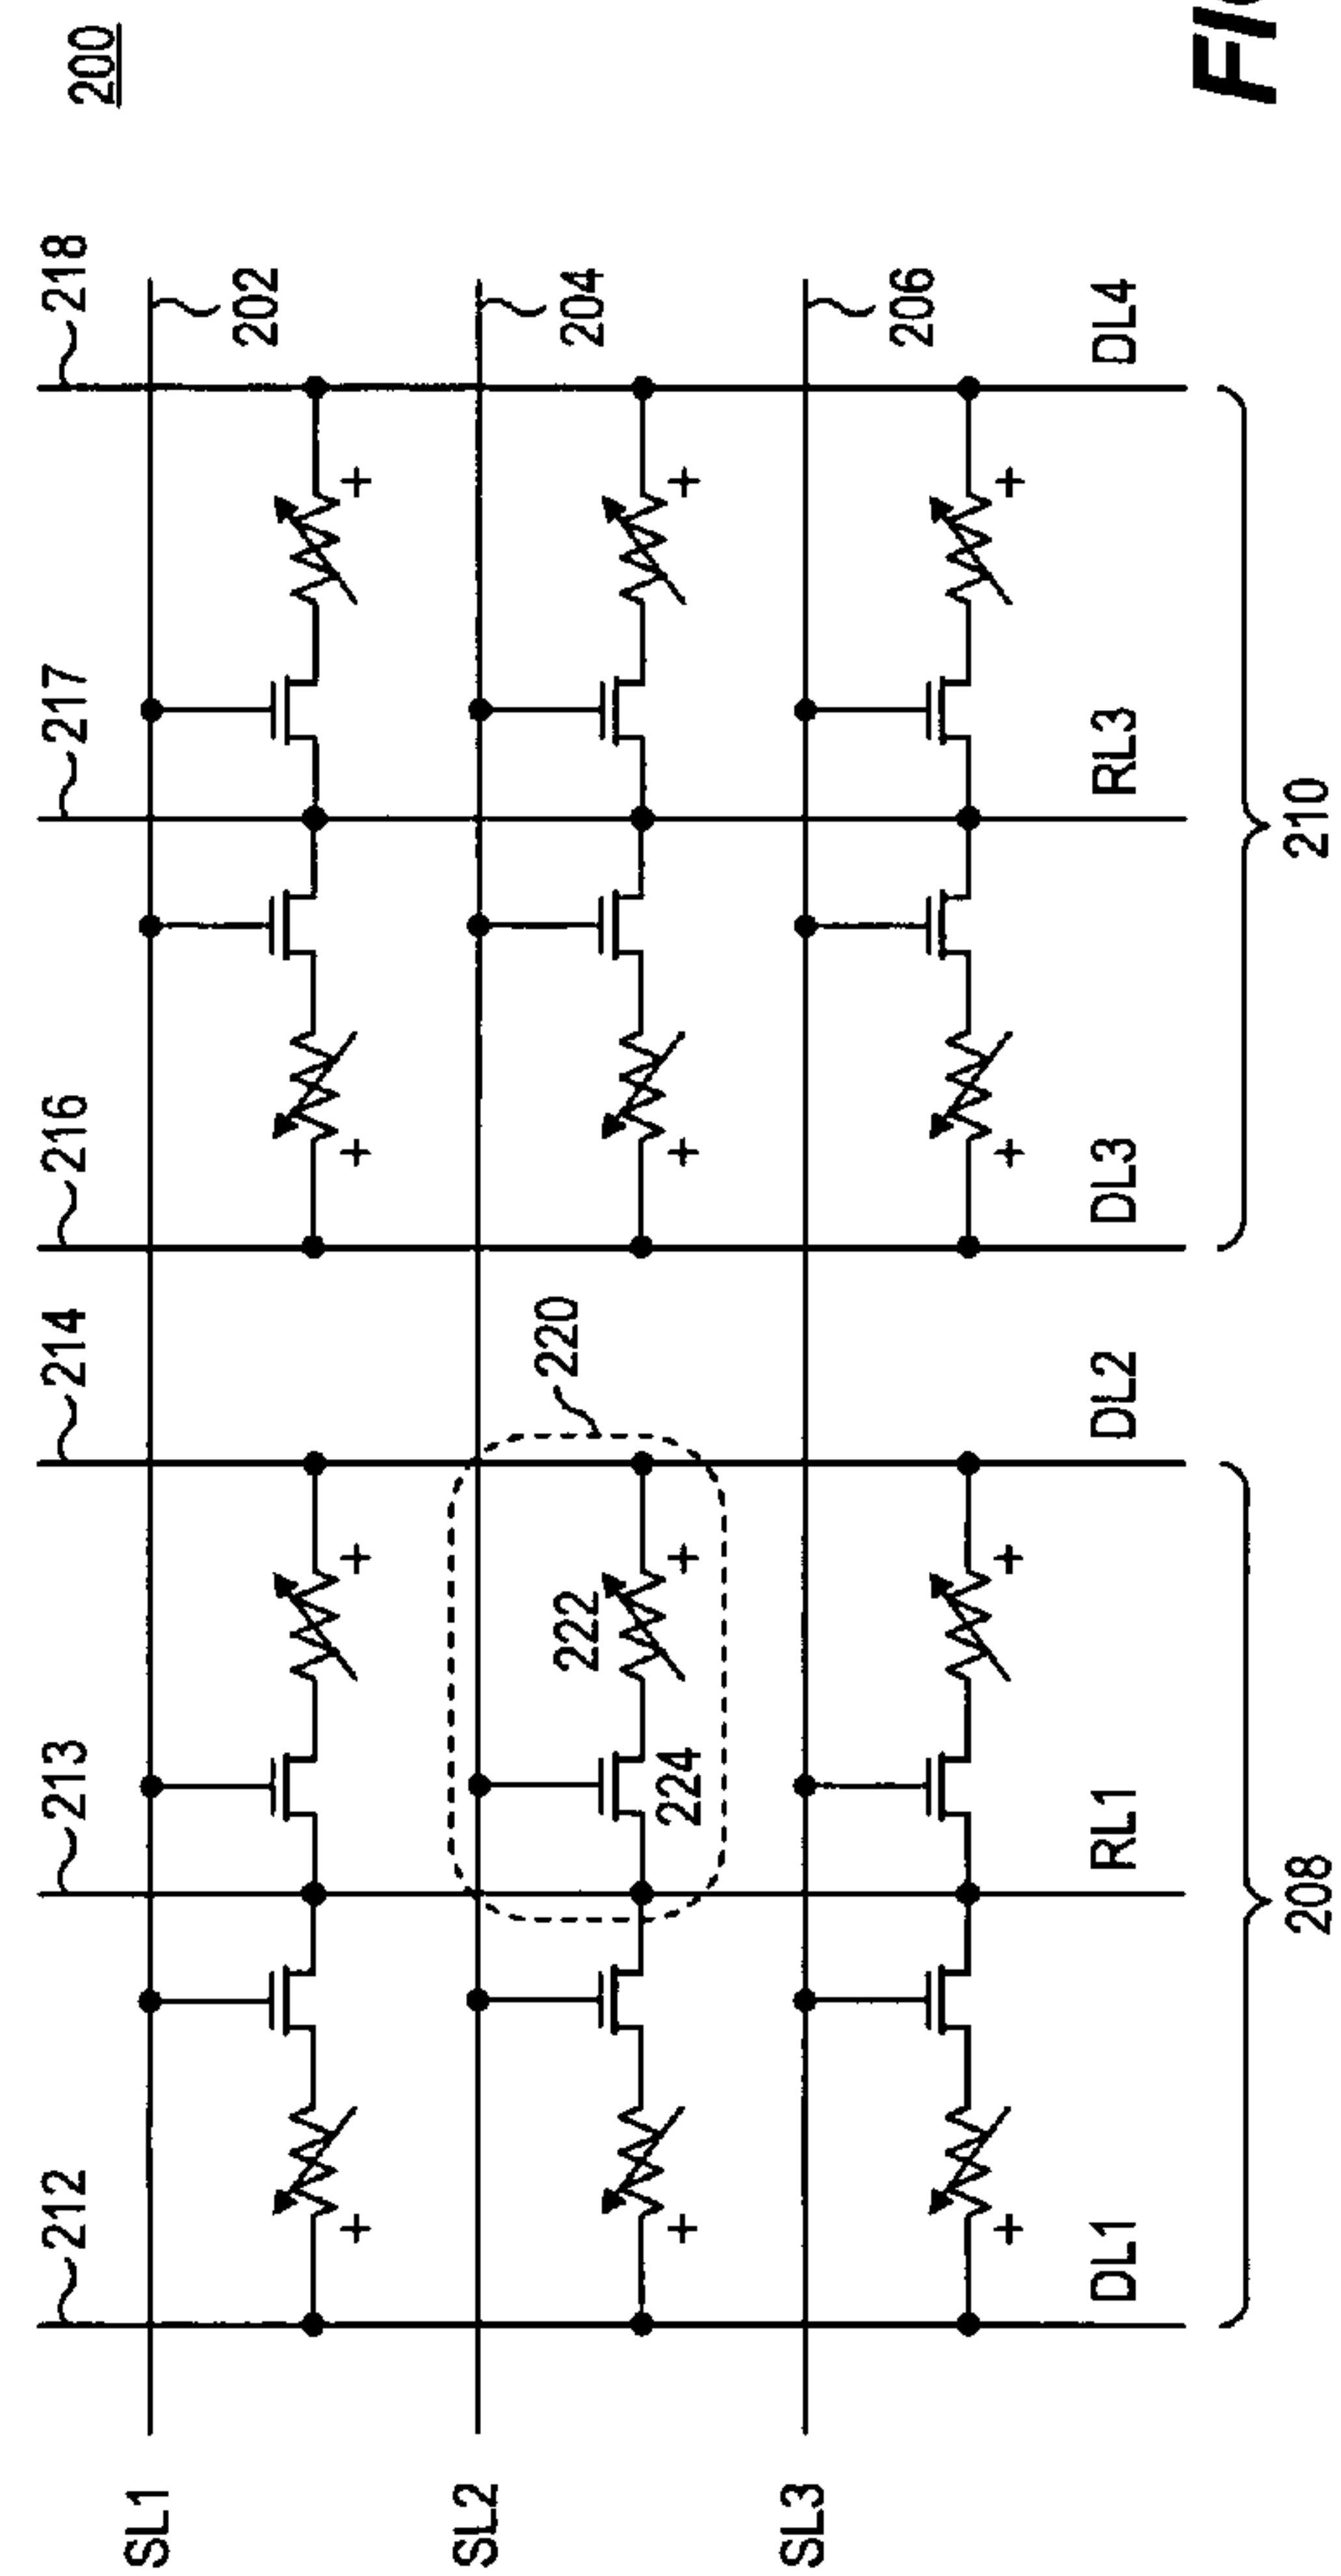 200
212
213
214
216
217
218
SL1
202
SL2
220
204
222
224
SL3
206
DL1
RL1
DL2
DL3
RL3
DL4
208
210
+ + + +
+ + + +
+ + + +